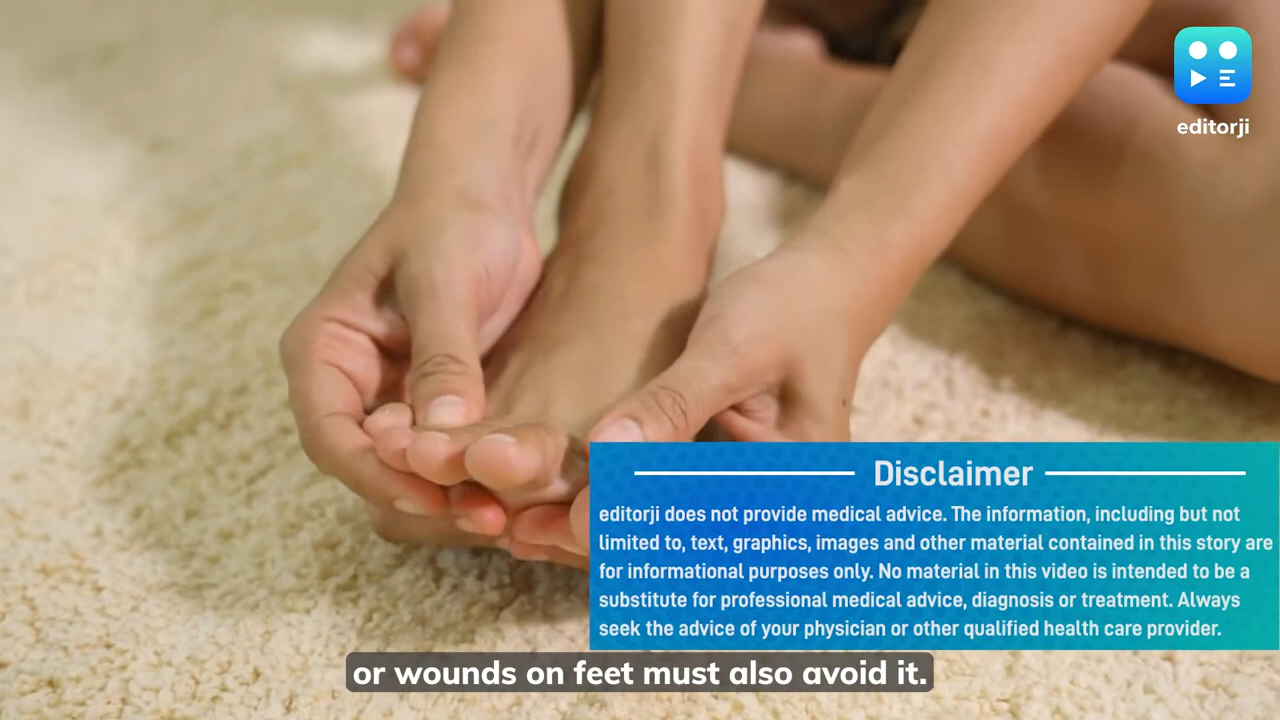 editorji
Disclaimer
editorji does not provide medical advice. The information, including but not
limited to, text, graphics, images and other material contained in this story are
for informational purposes only. No material in this video is intended to be a
substitute for professional medical advice, diagnosis or treatment. Always
seek the advice of your physician or other qualified health care provider.
or wounds on feet must also avoid it.